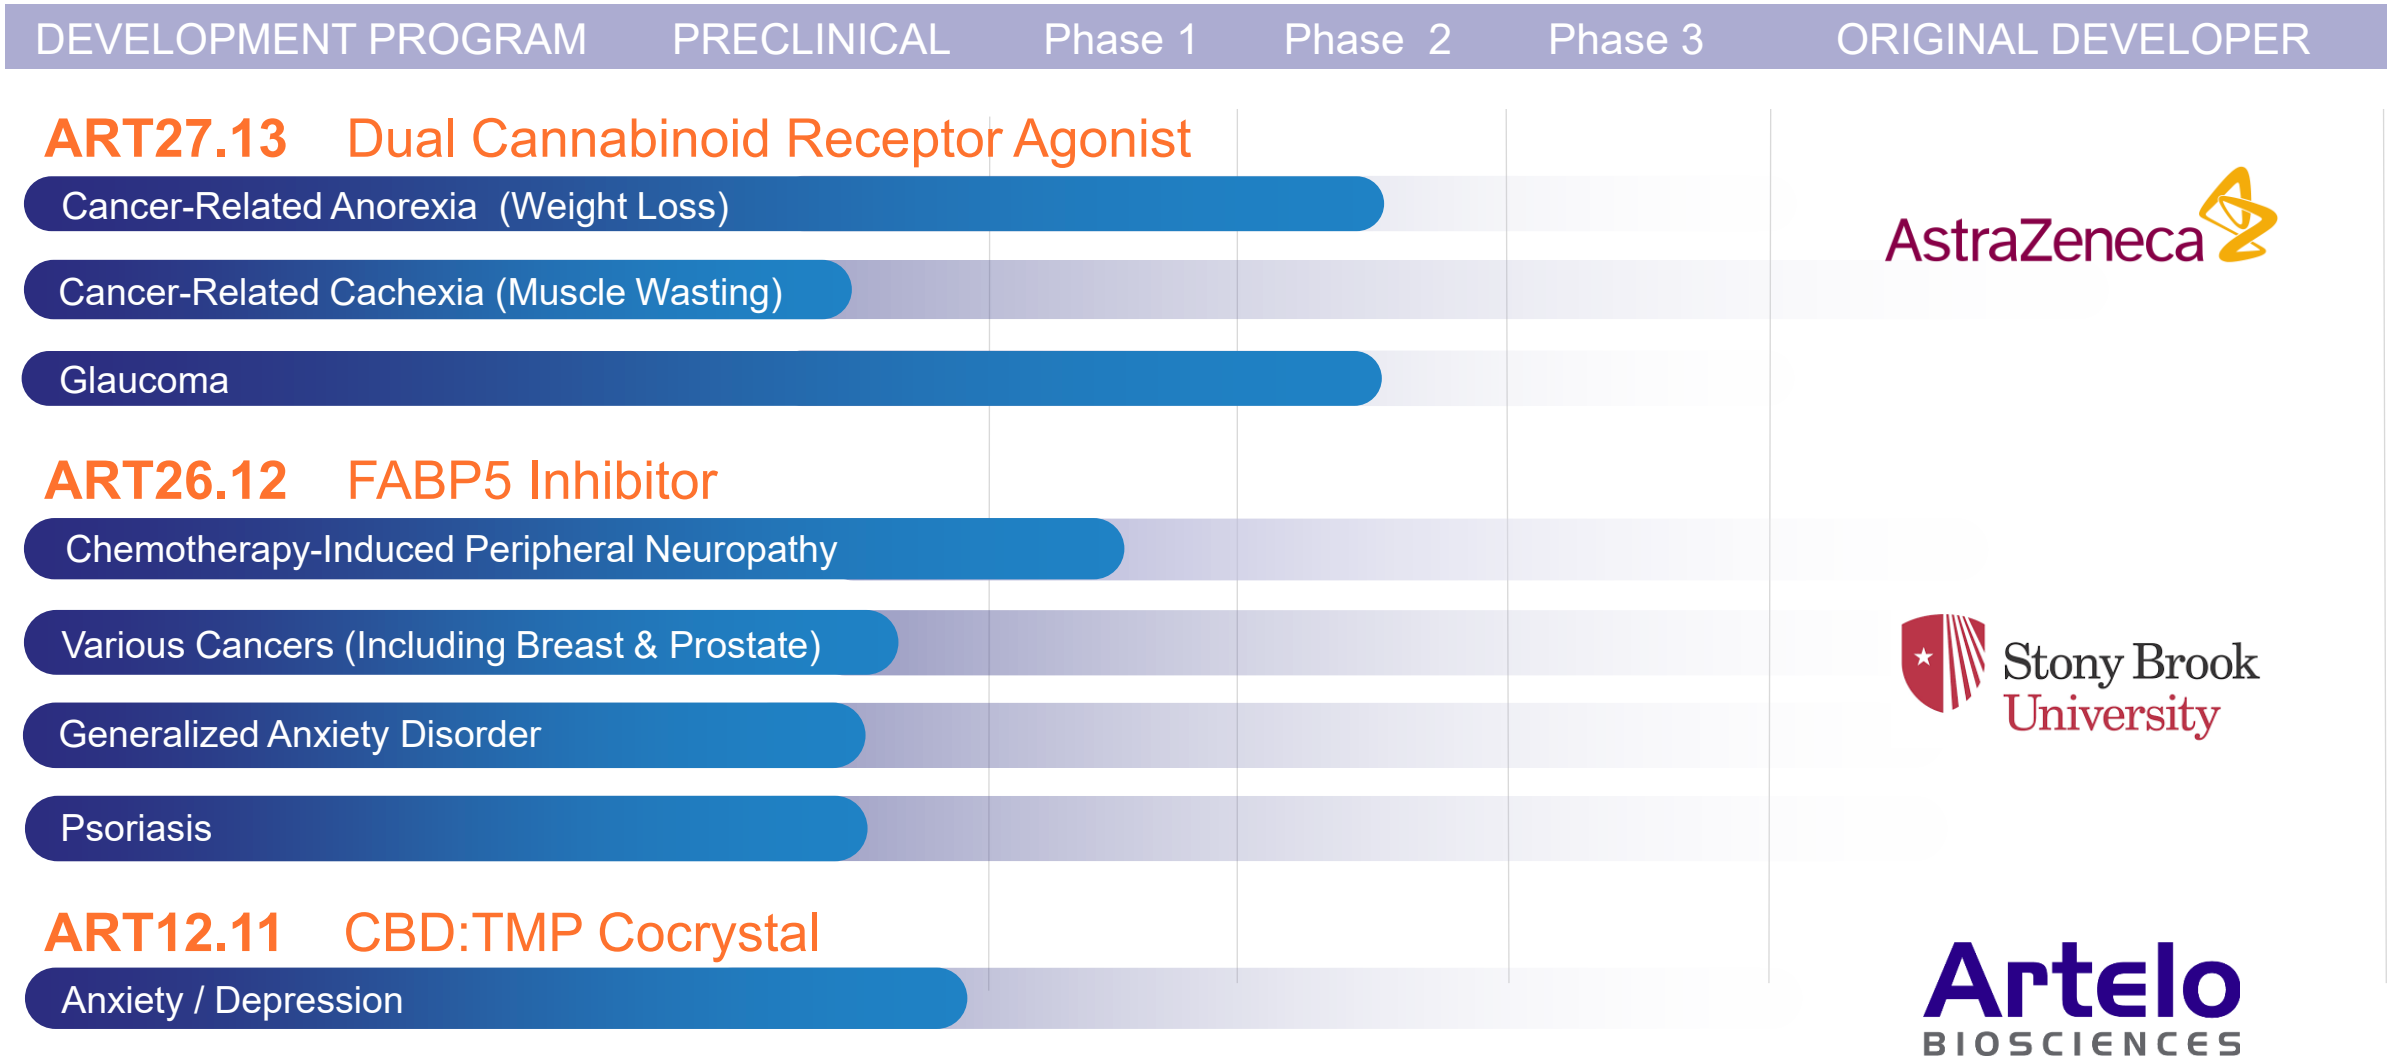 DEVELOPMENT PROGRAM PRECLINICAL Phase 1 Phase 2 Phase 3 ORIGINAL DEVELOPER
ART27.13 Dual Cannabinoid Receptor Agonist
Cancer-Related Anorexia (Weight Loss)
AstraZeneca
Cancer-Related Cachexia (Muscle Wasting)
Glaucoma
ART26.12 FABP5 Inhibitor
Chemotherapy-Induced Peripheral Neuropathy
Various Cancers (Including Breast & Prostate)
Stony Brook
University
Generalized Anxiety Disorder
Psoriasis
ART12.11 CBD:TMP Cocrystal
Anxiety / Depression
Artelo
BIOSCIENCES